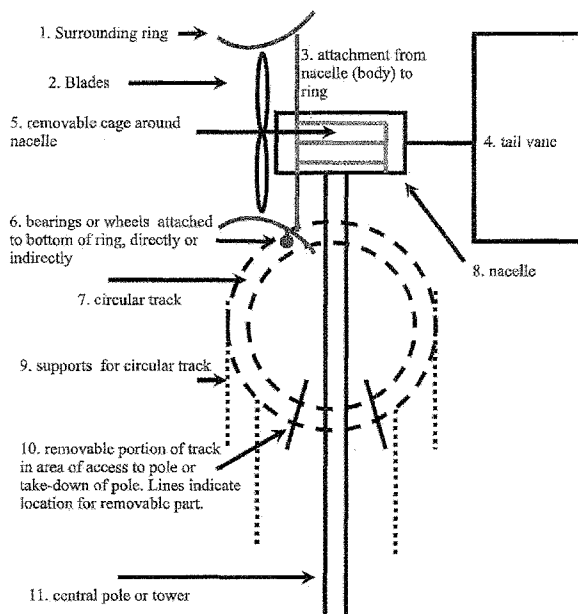 1. Surrounding ring
2. Blades
3. attachment from
nacelle (body) to
ring
5. removable cage around
nacelle
4. tail vane
6. bearings or wheels attached
to bottom of ring, directly or
indirectly
8. nacelle
7. circular track
9. supports for circular track
10. removable portion of track
in area of access to pole or
take-down of pole. Lines indicate
location for removable part.
11. central pole or tower